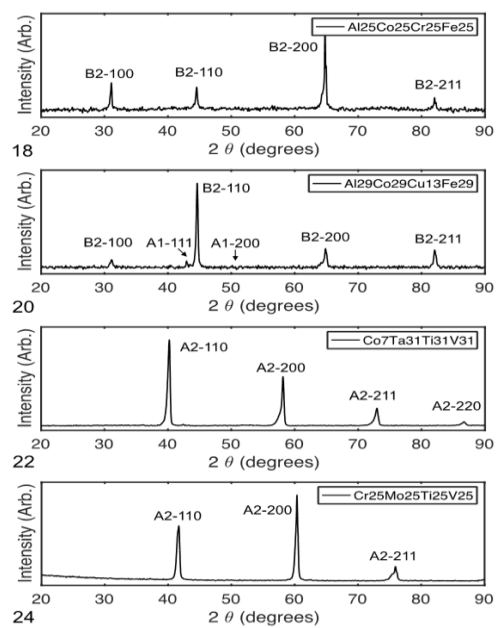 Intensity (Arb.)
Al25Co25Cr25Fe25
B2-100
B2-110
B2-200
B2-211
20 30 40 50 60 70 80 90
2 θ (degrees)
18
Intensity (Arb.)
Al29Co29Cu13Fe29
B2-100
A1-111
B2-110
A1-200
B2-200
B2-211
20 30 40 50 60 70 80 90
2 θ (degrees)
20
Intensity (Arb.)
Co7Ta31Ti31V31
A2-110
A2-200
A2-211
A2-220
20 30 40 50 60 70 80 90
2 θ (degrees)
22
Intensity (Arb.)
Cr25Mo25Ti25V25
A2-110
A2-200
A2-211
20 30 40 50 60 70 80 90
2 θ (degrees)
24